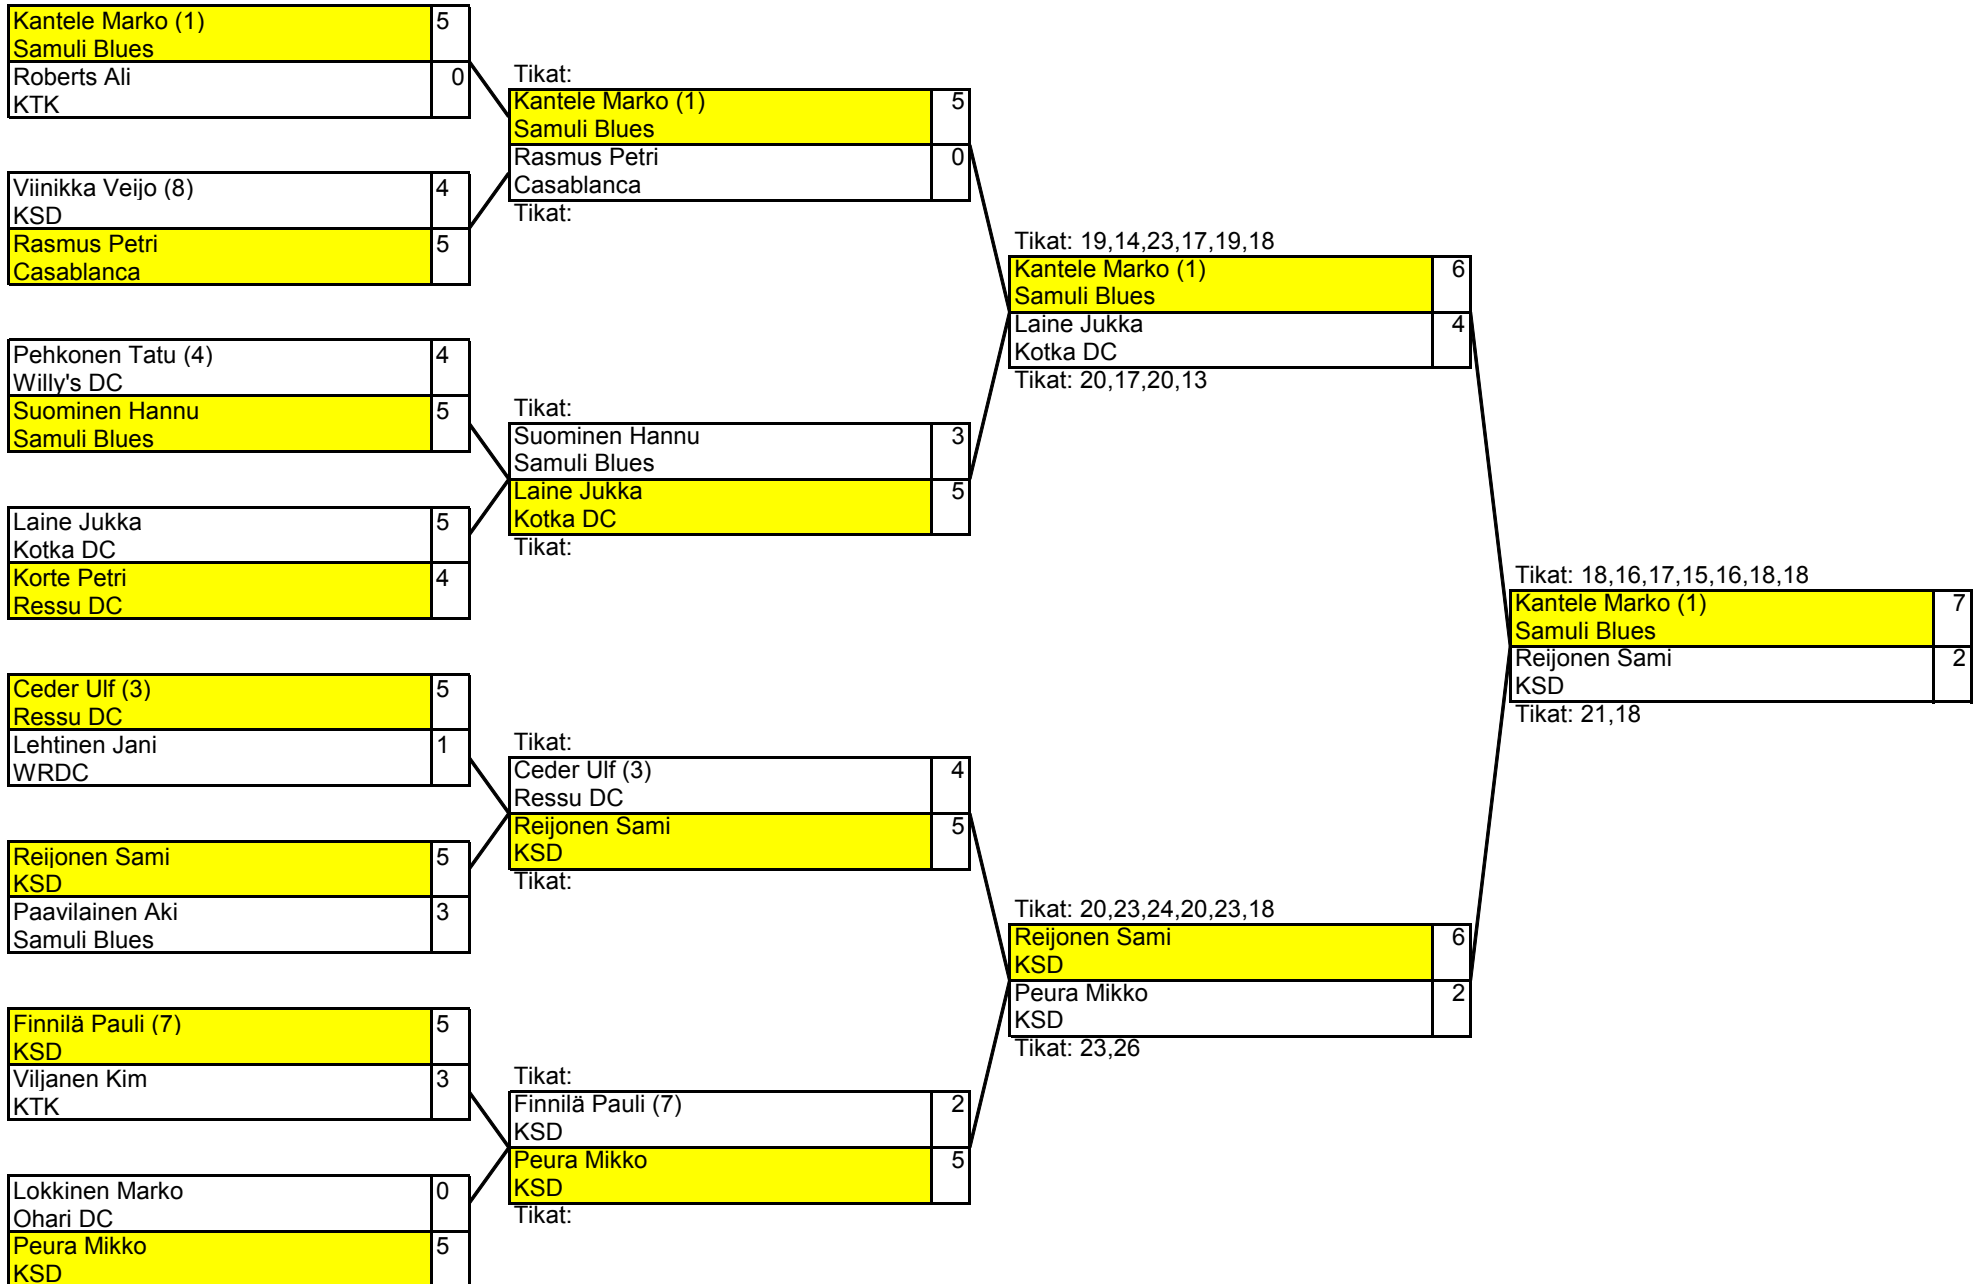 Kantele Marko (1) 5
Samuli Blues
Roberts Ali 0
KTK
Viinikka Veijo (8) 4
KSD
Rasmus Petri 5
Casablanca
Pehkonen Tatu (4) 4
Willy's DC
Suominen Hannu 5
Samuli Blues
Laine Jukka 5
Kotka DC
Korte Petri 4
Ressu DC
Ceder Ulf (3) 5
Ressu DC
Lehtinen Jani 1
WRDC
Reijonen Sami 5
KSD
Paavilainen Aki 3
Samuli Blues
Finnilä Pauli (7) 5
KSD
Viljanen Kim 3
KTK
Lokkinen Marko 0
Ohari DC
Peura Mikko 5
KSD
Tikat:
Kantele Marko (1) 5
Samuli Blues
Rasmus Petri 0
Casablanca
Tikat:
Tikat:
Suominen Hannu 3
Samuli Blues
Laine Jukka 5
Kotka DC
Tikat:
Tikat:
Ceder Ulf (3) 4
Ressu DC
Reijonen Sami 5
KSD
Tikat:
Tikat:
Finnilä Pauli (7) 2
KSD
Peura Mikko 5
KSD
Tikat:
Tikat: 19,14,23,17,19,18
Kantele Marko (1) 6
Samuli Blues
Laine Jukka 4
Kotka DC
Tikat: 20,17,20,13
Tikat: 20,23,24,20,23,18
Reijonen Sami 6
KSD
Peura Mikko 2
KSD
Tikat: 23,26
Tikat: 18,16,17,15,16,18,18
Kantele Marko (1) 7
Samuli Blues
Reijonen Sami 2
KSD
Tikat: 21,18